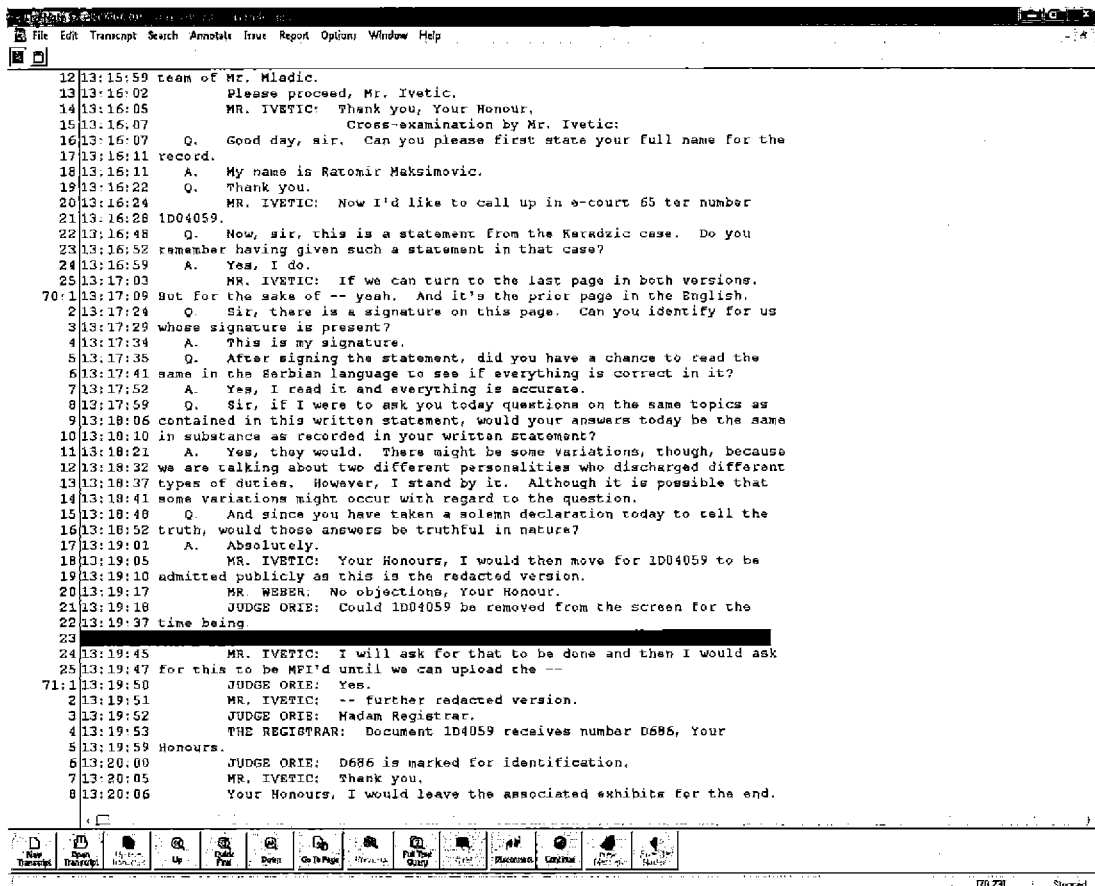 File Edit Transcript Search Annotate Issue Report Options Window Help
12 13:15:59 team of Mr. Mladic.
13 13:16:02 Please proceed, Mr. Ivetic.
14 13:16:05 MR. IVETIC: Thank you, Your Honour.
15 13:16:07 Cross-examination by Mr. Ivetic:
16 13:16:07 Q. Good day, sir. Can you please first state your full name for the
17 13:16:11 record.
18 13:16:11 A. My name is Ratomir Maksimovic.
19 13:16:22 Q. Thank you.
20 13:16:24 MR. IVETIC: Now I'd like to call up in e-court 65 ter number
21 13:16:28 1D04059.
22 13:16:48 Q. Now, sir, this is a statement from the Karadzic case. Do you
23 13:16:52 remember having given such a statement in that case?
24 13:16:59 A. Yes, I do.
25 13:17:03 MR. IVETIC: If we can turn to the last page in both versions.
70:1 13:17:09 But for the sake of -- yeah. And it's the prior page in the English.
2 13:17:24 Q. Sir, there is a signature on this page. Can you identify for us
3 13:17:29 whose signature is present?
4 13:17:34 A. This is my signature.
5 13:17:35 Q. After signing the statement, did you have a chance to read the
6 13:17:41 same in the Serbian language to see if everything is correct in it?
7 13:17:52 A. Yes, I read it and everything is accurate.
8 13:17:59 Q. Sir, if I were to ask you today questions on the same topics as
9 13:18:06 contained in this written statement, would your answers today be the same
10 13:18:10 in substance as recorded in your written statement?
11 13:18:21 A. Yes, they would. There might be some variations, though, because
12 13:18:32 we are talking about two different personalities who discharged different
13 13:18:37 types of duties. However, I stand by it. Although it is possible that
14 13:18:41 some variations might occur with regard to the question.
15 13:18:48 Q. And since you have taken a solemn declaration today to tell the
16 13:18:52 truth, would those answers be truthful in nature?
17 13:19:01 A. Absolutely.
18 13:19:05 MR. IVETIC: Your Honours, I would then move for 1D04059 to be
19 13:19:10 admitted publicly as this is the redacted version.
20 13:19:17 MR. WEBER: No objections, Your Honour.
21 13:19:18 JUDGE ORIE: Could 1D04059 be removed from the screen for the
22 13:19:37 time being.
23
24 13:19:45 MR. IVETIC: I will ask for that to be done and then I would ask
25 13:19:47 for this to be MFI'd until we can upload the --
71:1 13:19:50 JUDGE ORIE: Yes.
2 13:19:51 MR. IVETIC: -- further redacted version.
3 13:19:52 JUDGE ORIE: Madam Registrar.
4 13:19:53 THE REGISTRAR: Document 1D4059 receives number D686, Your
5 13:19:59 Honours.
6 13:20:00 JUDGE ORIE: D686 is marked for identification.
7 13:20:05 MR. IVETIC: Thank you.
8 13:20:06 Your Honours, I would leave the associated exhibits for the end.
New Transcript Open Transcript Up Quick Find Down Go To Page Full Text Query Disconnect Continue